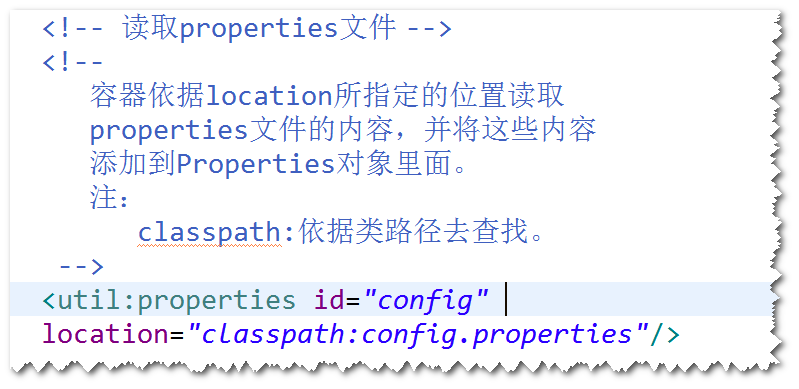 <!-- 读取properties文件 -->
<!--
容器依据location所指定的位置读取
properties文件的内容，并将这些内容
添加到Properties对象里面。
注：
classpath:依据类路径去查找。
-->
<util:properties id="config"
location="classpath:config.properties"/>